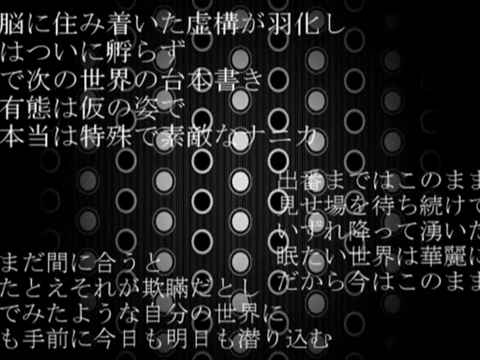 脳に住み着いた虚構が羽化し
はついに孵らず
で次の世界の台本書き
有態は仮の姿で
本当は特殊で素敵なナニカ
出番まではこのまま
見せ場を待ち続けて
いずれ降って湧いた
眠たい世界は華麗に
だから今はこのまま
まだ間に合うと
たとえそれが欺瞞だとし
でみたような自分の世界に
も手前に今日も明日も潜り込む